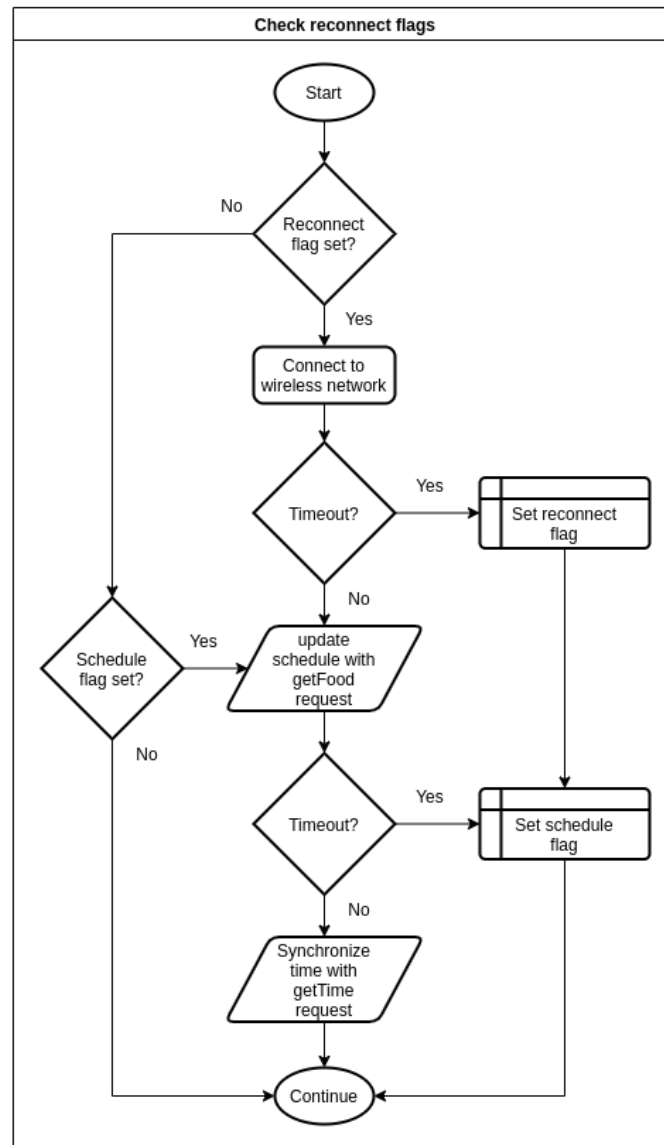 Check reconnect flags
Start
No
Reconnect
flag set?
Yes
Connect to
wireless network
Timeout?
Yes
Set reconnect
flag
No
Schedule
flag set?
Yes
update
schedule with
getFood
request
No
Timeout?
Yes
Set schedule
flag
No
Synchronize
time with
getTime
request
Continue